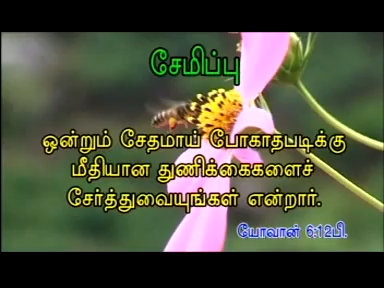 சேமிப்பு
ஒன்றும் சேதமாய் போகாதபடிக்கு
மீதியான துணிக்கைகளைச்
சேர்த்துவையுங்கள் என்றார்.
யோவான் 6:12பி.